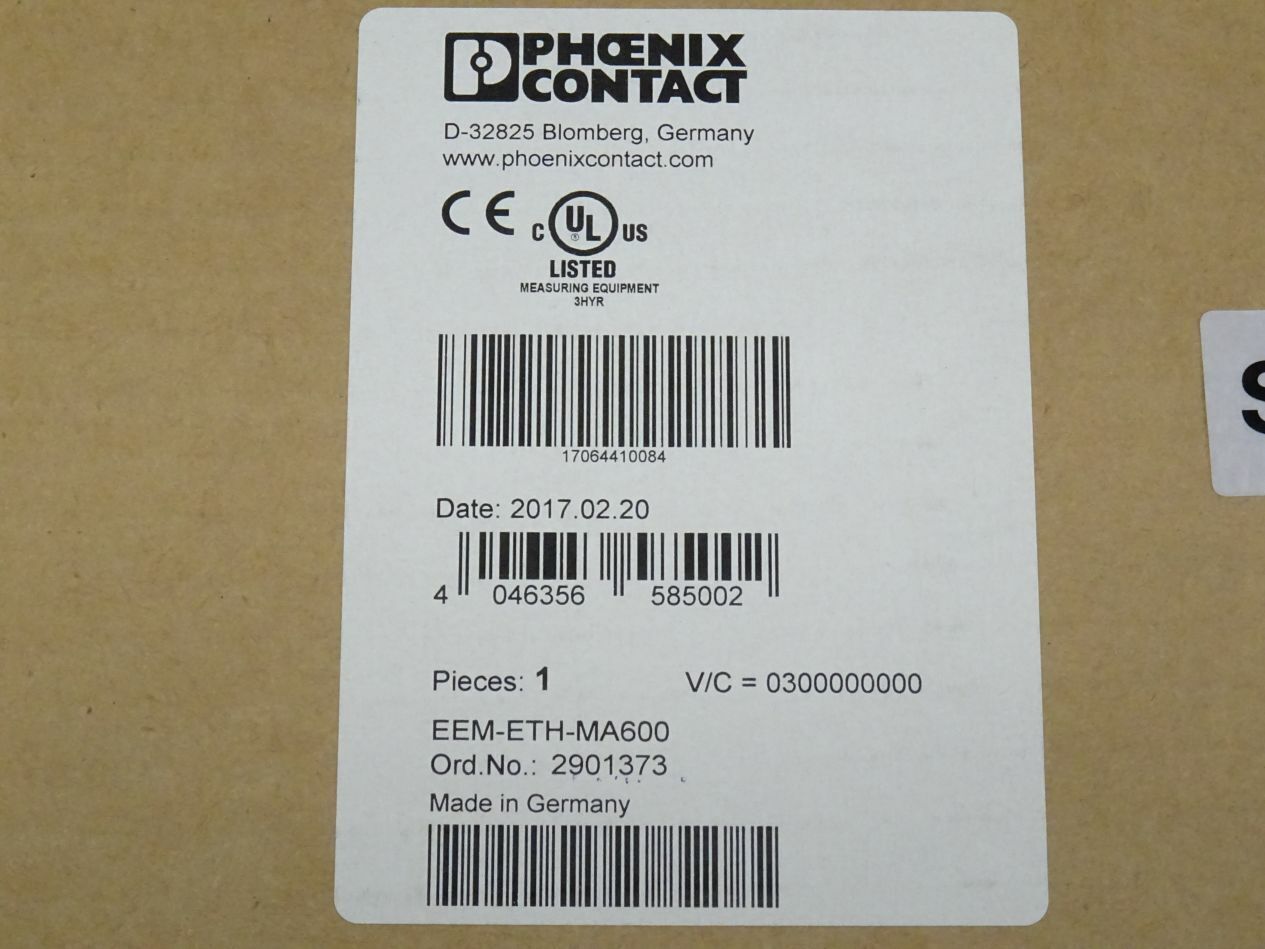 PHŒNIX
CONTACT
D-32825 Blomberg, Germany
www.phoenixcontact.com
CE C UL ® US
LISTED
MEASURING EQUIPMENT
3HYR
17064410084
Date: 2017.02.20
4 046356 585002
Pieces: 1 V/C = 0300000000
EEM-ETH-MA600
Ord.No.: 2901373
Made in Germany
S